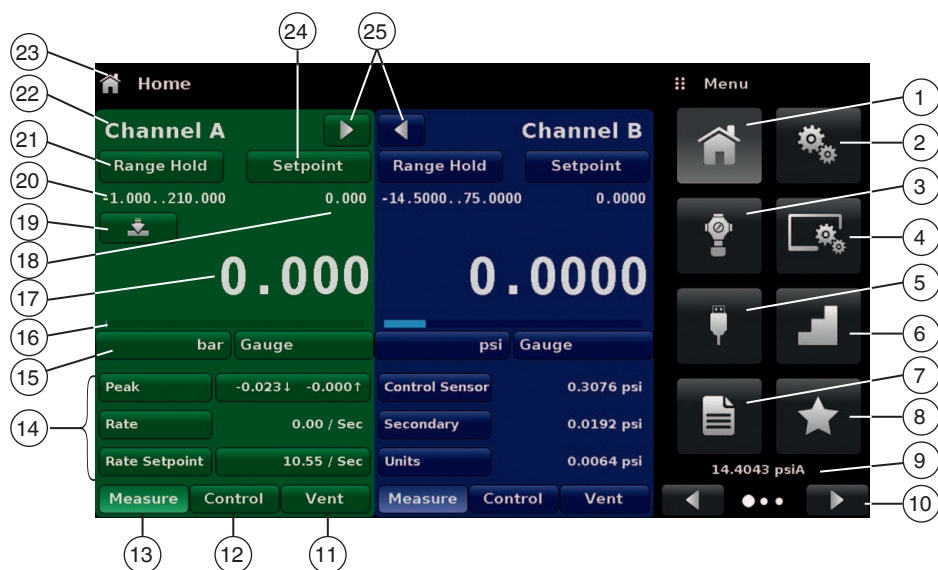 24
25
23
Home
Menu
22
1
Channel A
Channel B
2
21
Range Hold
Setpoint
Range Hold
Setpoint
20
3
-1.000..210.000
0.000
-14.5000..75.0000
0.0000
19
4
18
0.000
0.0000
17
5
16
6
bar
Gauge
psi
Gauge
15
7
Peak
-0.023↓ -0.000↑
Control Sensor
0.3076 psi
14
8
Rate
0.00 / Sec
Secondary
0.0192 psi
9
Rate Setpoint
10.55 / Sec
Units
0.0064 psi
14.4043 psiA
Measure
Control
Vent
Measure
Control
Vent
10
13
12
11